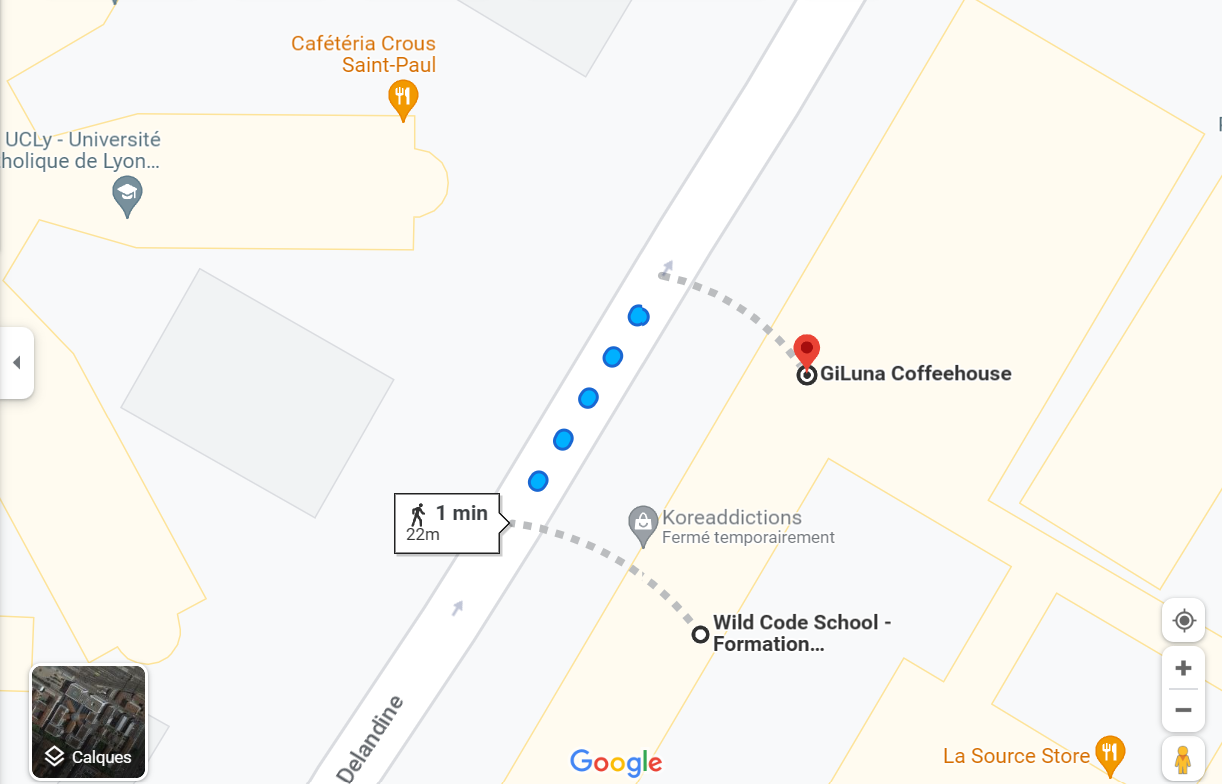 Cafétéria Crous
Saint-Paul
UCLy - Université
holique de Lyon...
GiLuna Coffeehouse
1 min
22m
Koreaddictions
Fermé temporairement
Wild Code School -
Formation...
Delandine
Calques
Google
La Source Store